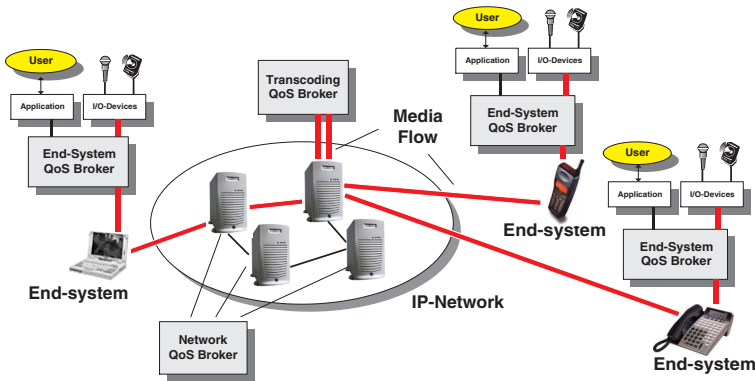 User
Application
I/O-Devices
End-System
QoS Broker
End-system
Transcoding
QoS Broker
Media
Flow
IP-Network
Network
QoS Broker
User
Application
I/O-Devices
End-System
QoS Broker
End-system
User
Application
I/O-Devices
End-System
QoS Broker
End-system